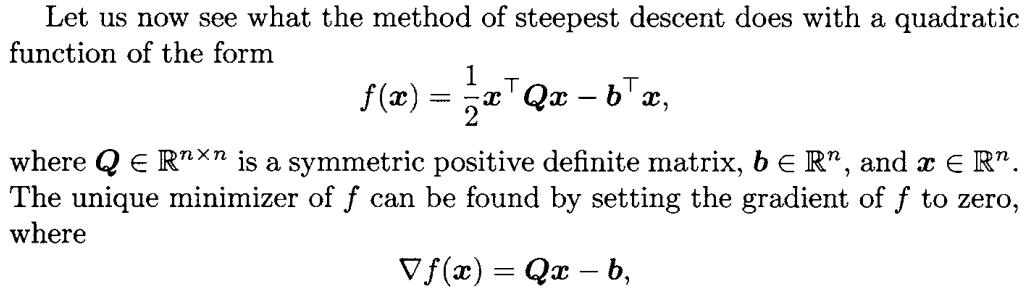 Let us now see what the method of steepest descent does with a quadratic
function of the form
f(x) = \frac{1}{2} x^⊤ Qx − b^⊤ x,
where Q ∈ ℝ^{n×n} is a symmetric positive definite matrix, b ∈ ℝ^n, and x ∈ ℝ^n.
The unique minimizer of f can be found by setting the gradient of f to zero,
where
∇f(x) = Qx − b,